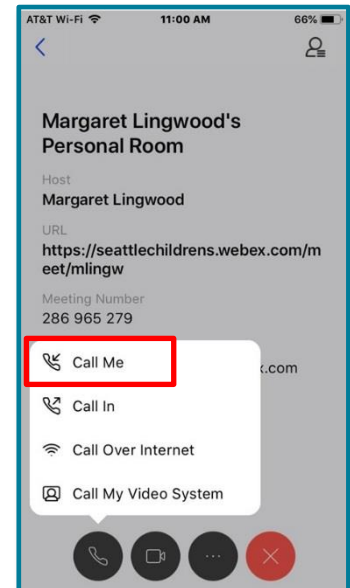 AT&T Wi-Fi 11:00 AM 66%
Margaret Lingwood's
Personal Room
Host
Margaret Lingwood
URL
https://seattlechildrens.webex.com/m
eet/mlingw
Meeting Number
286 965 279
Call Me
.com
Call In
Call Over Internet
Call My Video System